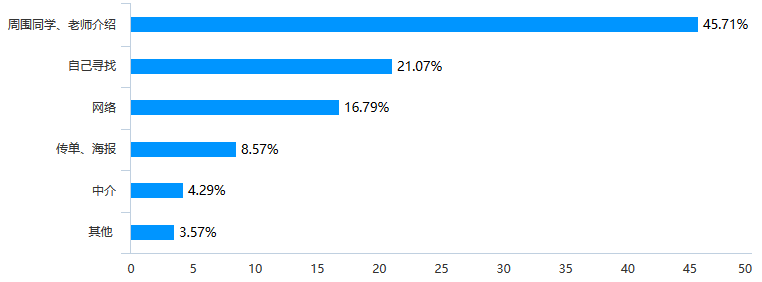 周围同学、老师介绍 45.71%
自己寻找 21.07%
网络 16.79%
传单、海报 8.57%
中介 4.29%
其他 3.57%
0 5 10 15 20 25 30 35 40 45 50